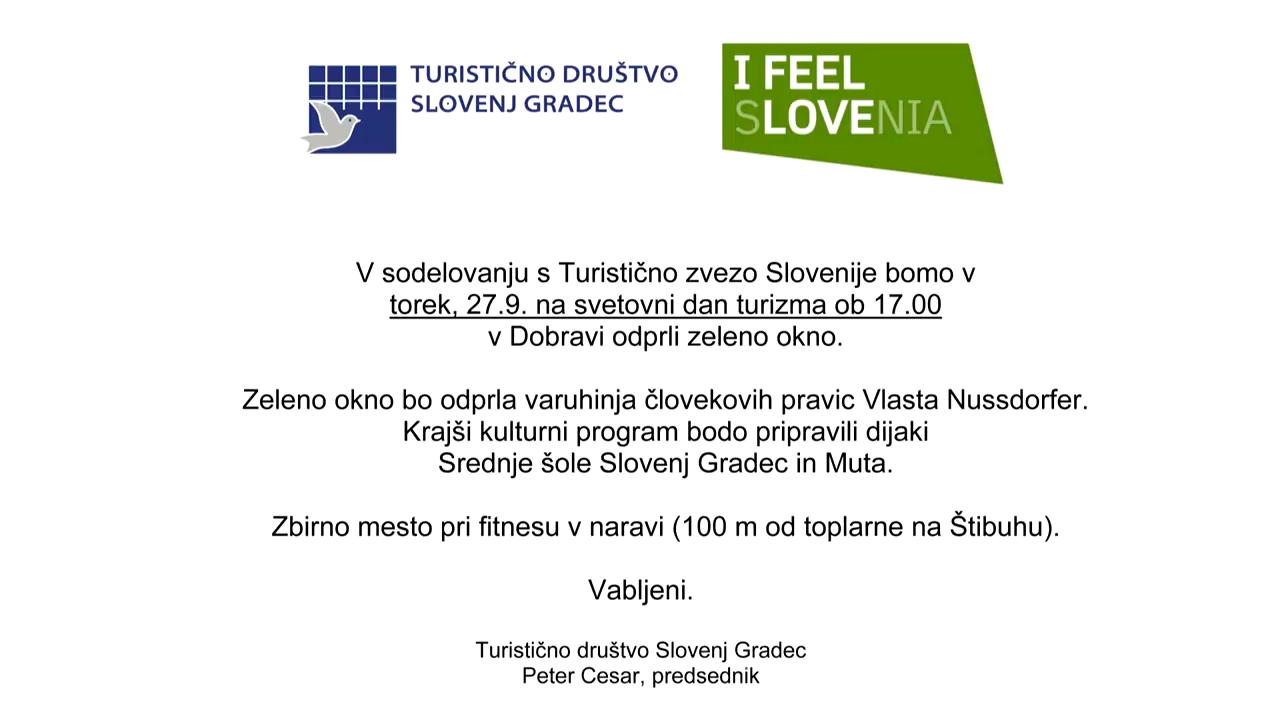 TURISTIČNO DRUŠTVO
SLOVENJ GRADEC
I FEEL
SLOVENIA
V sodelovanju s Turistično zvezo Slovenije bomo v
torek, 27.9. na svetovni dan turizma ob 17.00
v Dobravi odprli zeleno okno.
Zeleno okno bo odprla varuhinja človekovih pravic Vlasta Nussdorfer.
Krajši kulturni program bodo pripravili dijaki
Srednje šole Slovenj Gradec in Muta.
Zbirno mesto pri fitnesu v naravi (100 m od toplarne na Štibuhu).
Vabljeni.
Turistično društvo Slovenj Gradec
Peter Cesar, predsednik